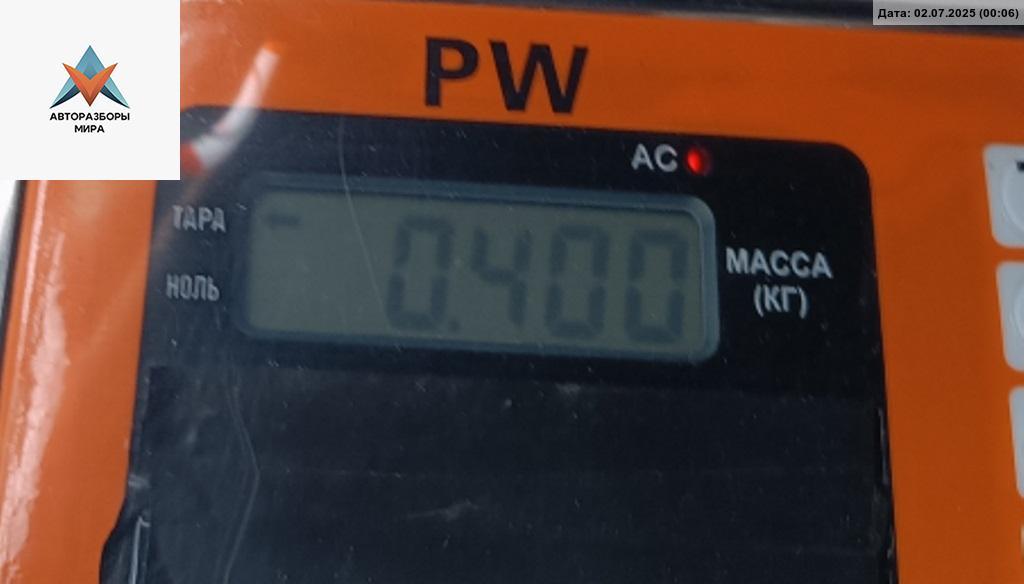 Дата: 02.07.2025 (00:06)
АВТОРАЗБОРЫ
МИРА
PW
AC
ТАРА
НОЛЬ
0.400
МАССА
(КГ)